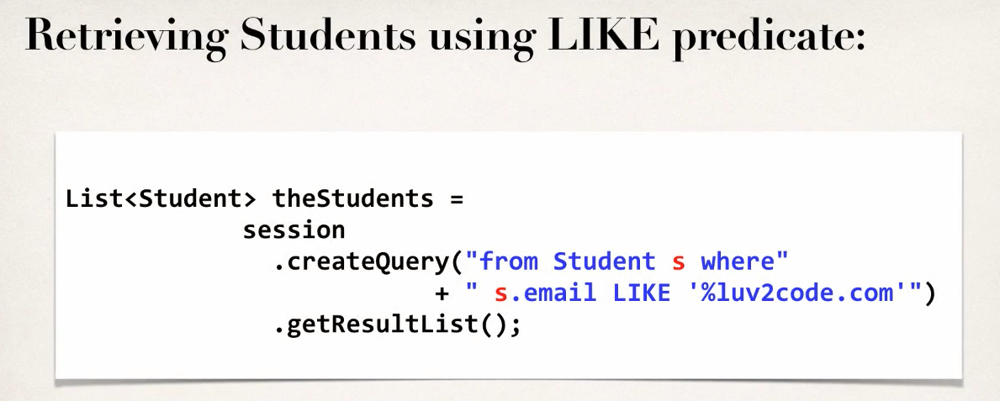 Retrieving Students using LIKE predicate:
List<Student> theStudents =
session
.createQuery("from Student s where"
+ " s.email LIKE '%luv2code.com'")
.getResultList();